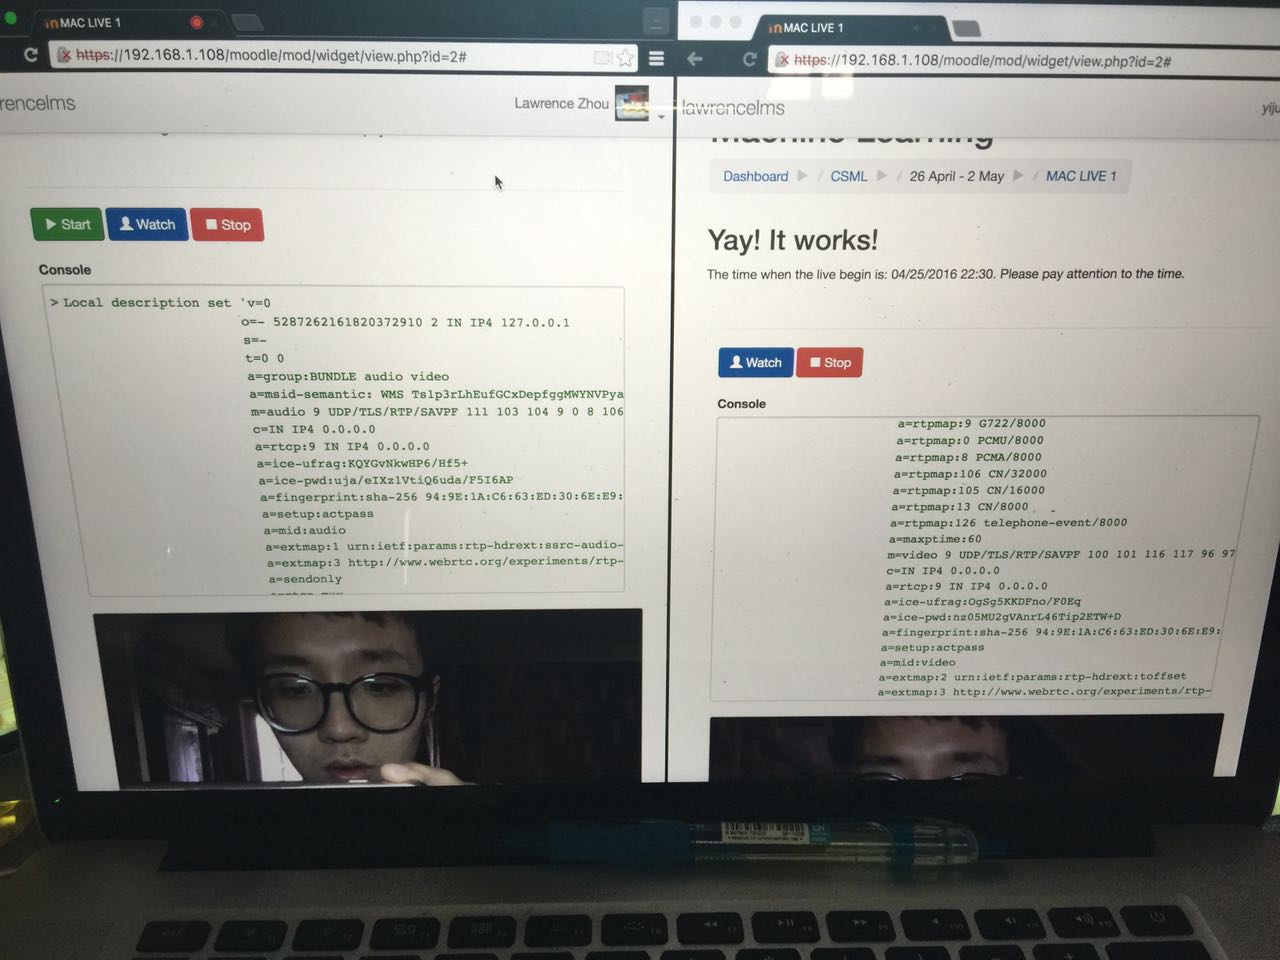 MAC LIVE 1
https://192.168.1.108/moodle/mod/widget/view.php?id=2#
rencelms
Lawrence Zhou
Start
Watch
Stop
Console
> Local description set 'v=0
o=- 5287262161820372910 2 IN IP4 127.0.0.1
s=-
t=0 0
a=group:BUNDLE audio video
a=msid-semantic: WMS Ts1p3rLhEufGCxDepfggMWYNVPya
m=audio 9 UDP/TLS/RTP/SAVPF 111 103 104 9 0 8 106
c=IN IP4 0.0.0.0
a=rtcp:9 IN IP4 0.0.0.0
a=ice-ufrag:KQYGvNkwHP6/Hf5+
a=ice-pwd:uja/eIXz1VtiQ6uda/F5I6AP
a=fingerprint:sha-256 94:9E:1A:C6:63:ED:30:6E:E9:
a=setup:actpass
a=mid:audio
a=extmap:1 urn:ietf:params:rtp-hdrext:ssrc-audio-
a=extmap:3 http://www.webrtc.org/experiments/rtp-
a=sendonly
MAC LIVE 1
https://192.168.1.108/moodle/mod/widget/view.php?id=2#
lawrencelms
yiju
Machine Learning
Dashboard / CSML / 26 April - 2 May / MAC LIVE 1
Yay! It works!
The time when the live begin is: 04/25/2016 22:30. Please pay attention to the time.
Watch
Stop
Console
a=rtpmap:9 G722/8000
a=rtpmap:0 PCMU/8000
a=rtpmap:8 PCMA/8000
a=rtpmap:106 CN/32000
a=rtpmap:105 CN/16000
a=rtpmap:13 CN/8000
a=rtpmap:126 telephone-event/8000
a=maxptime:60
m=video 9 UDP/TLS/RTP/SAVPF 100 101 116 117 96 97
c=IN IP4 0.0.0.0
a=rtcp:9 IN IP4 0.0.0.0
a=ice-ufrag:OgSg5KKDFno/F0Eq
a=ice-pwd:nz05MU2gVAnrL46Tip2ETW+D
a=fingerprint:sha-256 94:9E:1A:C6:63:ED:30:6E:E9:
a=setup:actpass
a=mid:video
a=extmap:2 urn:ietf:params:rtp-hdrext:toffset
a=extmap:3 http://www.webrtc.org/experiments/rtp-